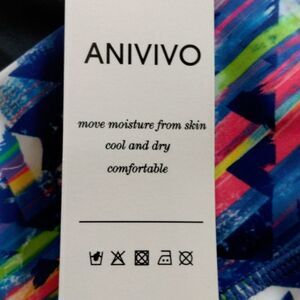 ANIVIVO
move moisture from skin
cool and dry
comfortable